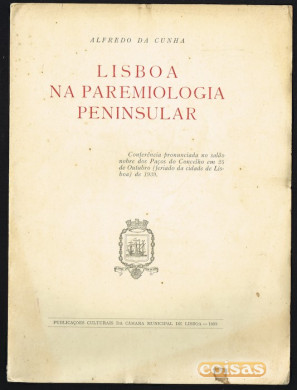 ALFREDO DA CUNHA
LISBOA
NA PAREMIOLOGIA
PENINSULAR
Conferência pronunciada no salão
nobre dos Paços do Concelho em 25
de Outubro (feriado da cidade de Lis-
boa) de 1935.
PUBLICAÇÕES CULTURAIS DA CÂMARA MUNICIPAL DE LISBOA —
coisas